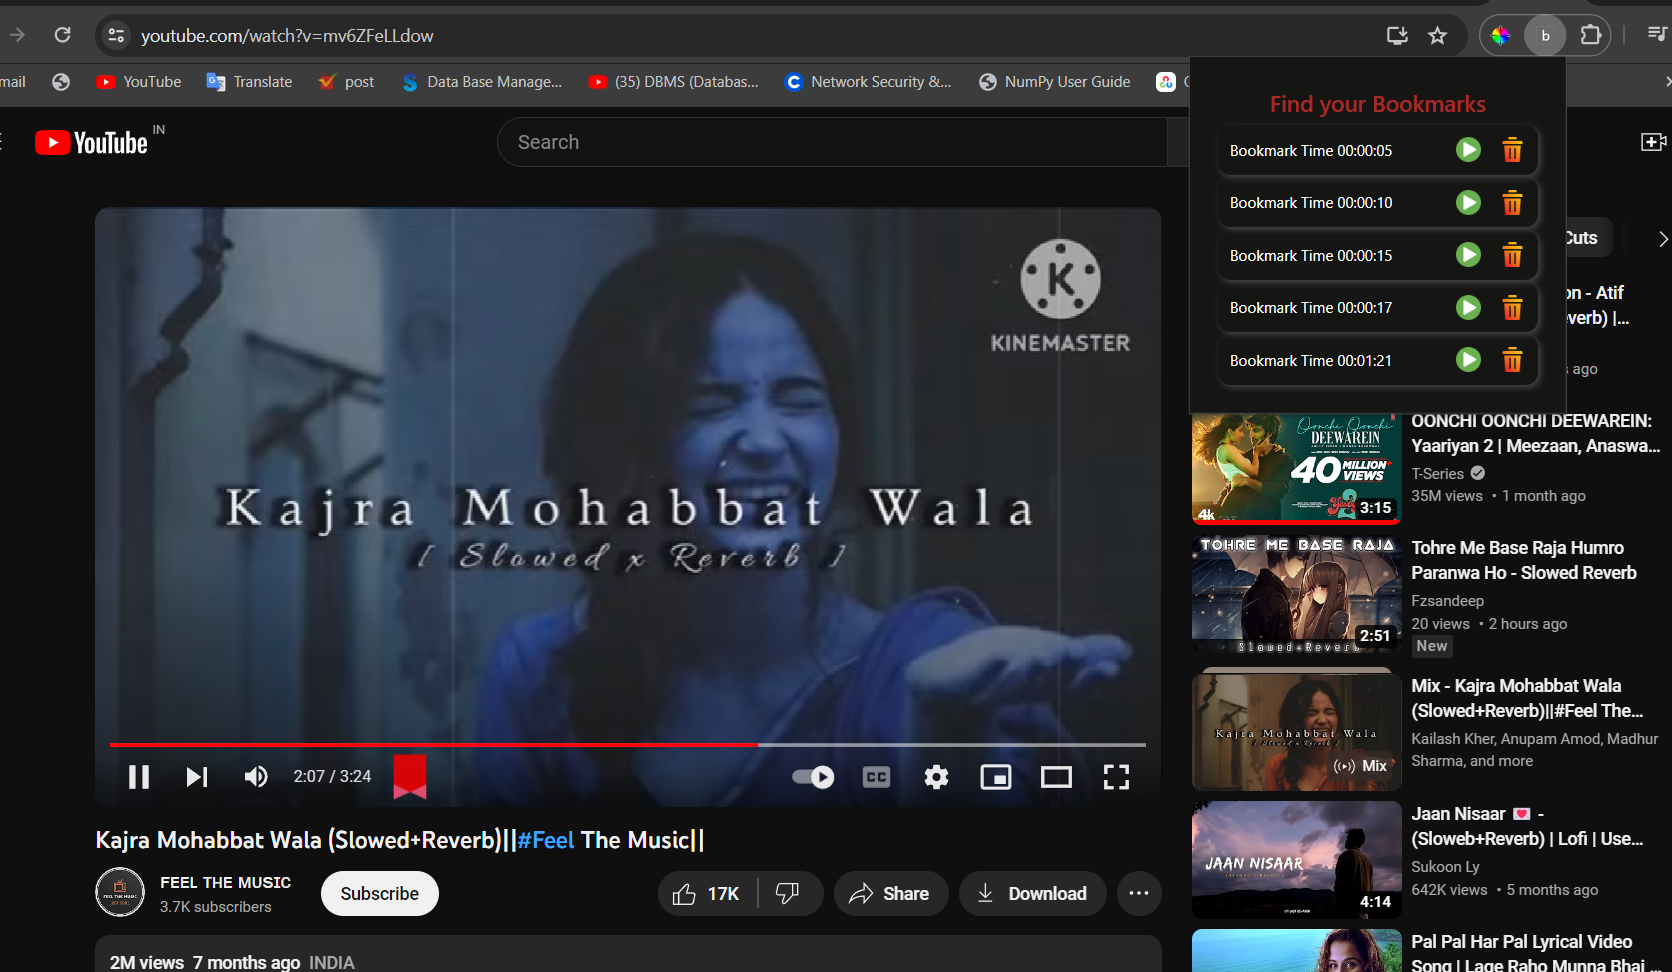 youtube.com/watch?v=mv6ZFeLLdow
b
mail
YouTube
Translate
post
Data Base Manage...
(35) DBMS (Databas...
Network Security &...
NumPy User Guide
YouTube IN
Search
Find your Bookmarks
Bookmark Time 00:00:05
Bookmark Time 00:00:10
Bookmark Time 00:00:15
Bookmark Time 00:00:17
Bookmark Time 00:01:21
Cuts
on - Atif
verb) |...
ago
K
KINEMASTER
Kajra Mohabbat Wala
[ Slowed x Reverb ]
2:07 / 3:24
CC
Kajra Mohabbat Wala (Slowed+Reverb)||#Feel The Music||
FEEL THE MUSIC
3.7K subscribers
Subscribe
17K
Share
Download
2M views 7 months ago INDIA
Oonchi Oonchi
DEEWAREIN
40 MILLION+
VIEWS
4k
3:15
OONCHI OONCHI DEEWAREIN:
Yaariyan 2 | Meezaan, Anaswa...
T-Series
35M views • 1 month ago
TOHRE ME BASE RAJA
Slowed+Reverb
2:51
Tohre Me Base Raja Humro
Paranwa Ho - Slowed Reverb
Fzsandeep
20 views • 2 hours ago
New
Kajra Mohabbat Wala
[ Slowed x Reverb ]
Mix
Mix - Kajra Mohabbat Wala
(Slowed+Reverb)||#Feel The...
Kailash Kher, Anupam Amod, Madhur
Sharma, and more
JAAN NISAAR
4:14
Jaan Nisaar 💌 -
(Sloweb+Reverb) | Lofi | Use...
Sukoon Ly
642K views • 5 months ago
Pal Pal Har Pal Lyrical Video
Song | Lage Raho Munna Bhai ...